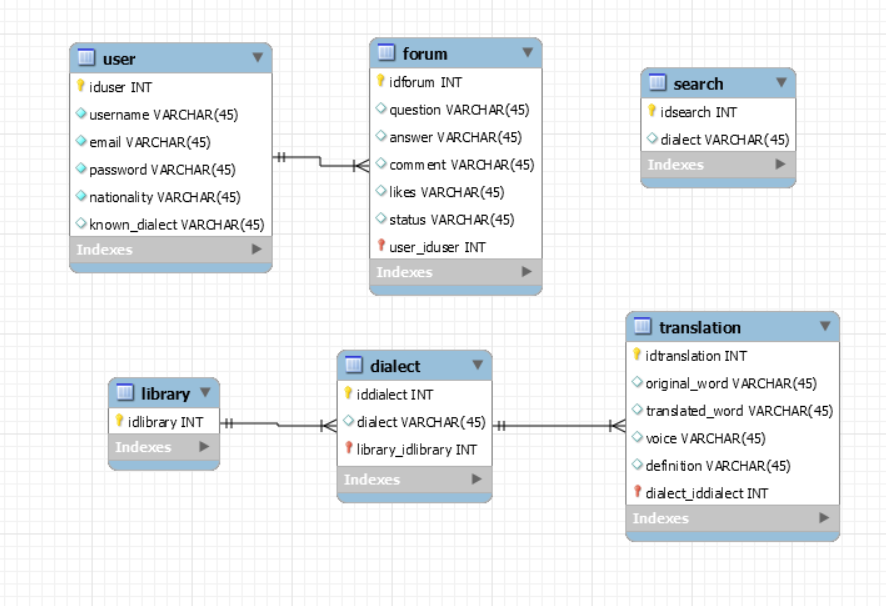 user
iduser INT
username VARCHAR(45)
email VARCHAR(45)
password VARCHAR(45)
nationality VARCHAR(45)
known_dialect VARCHAR(45)
Indexes
forum
idforum INT
question VARCHAR(45)
answer VARCHAR(45)
comment VARCHAR(45)
likes VARCHAR(45)
status VARCHAR(45)
user_iduser INT
Indexes
search
idsearch INT
dialect VARCHAR(45)
Indexes
library
idlibrary INT
Indexes
dialect
iddialect INT
dialect VARCHAR(45)
library_idlibrary INT
Indexes
translation
idtranslation INT
original_word VARCHAR(45)
translated_word VARCHAR(45)
voice VARCHAR(45)
definition VARCHAR(45)
dialect_iddialect INT
Indexes